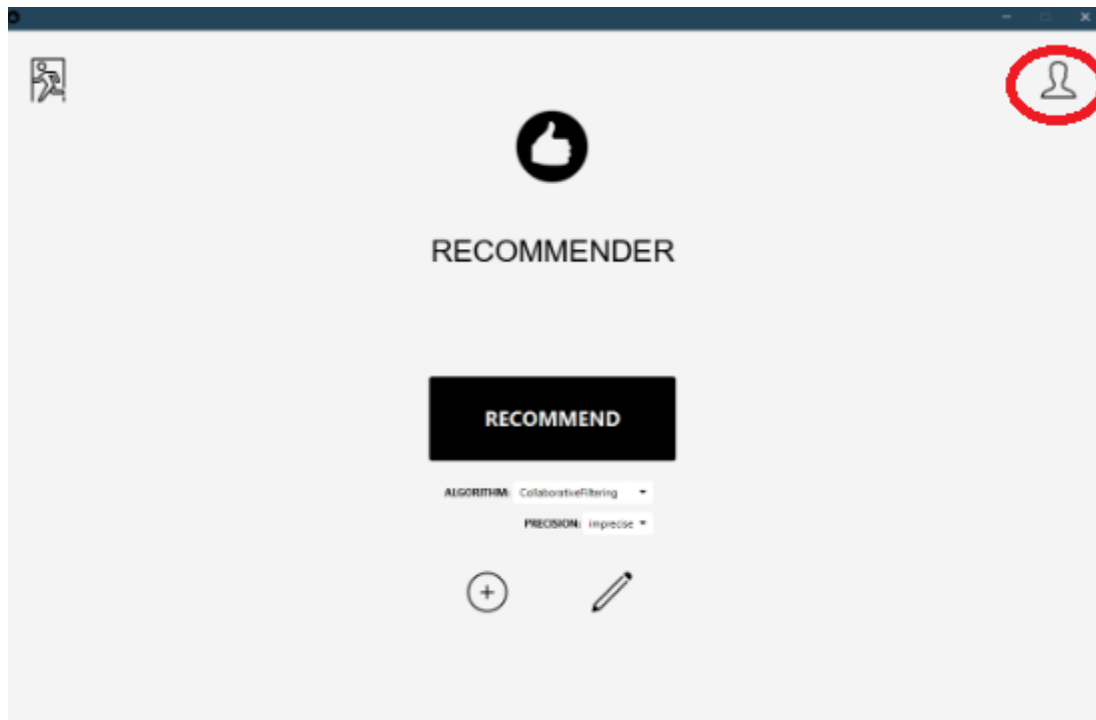 RECOMMENDER
RECOMMEND
ALGORITHM: CollaborativeFiltering
PRECISION: imprecise